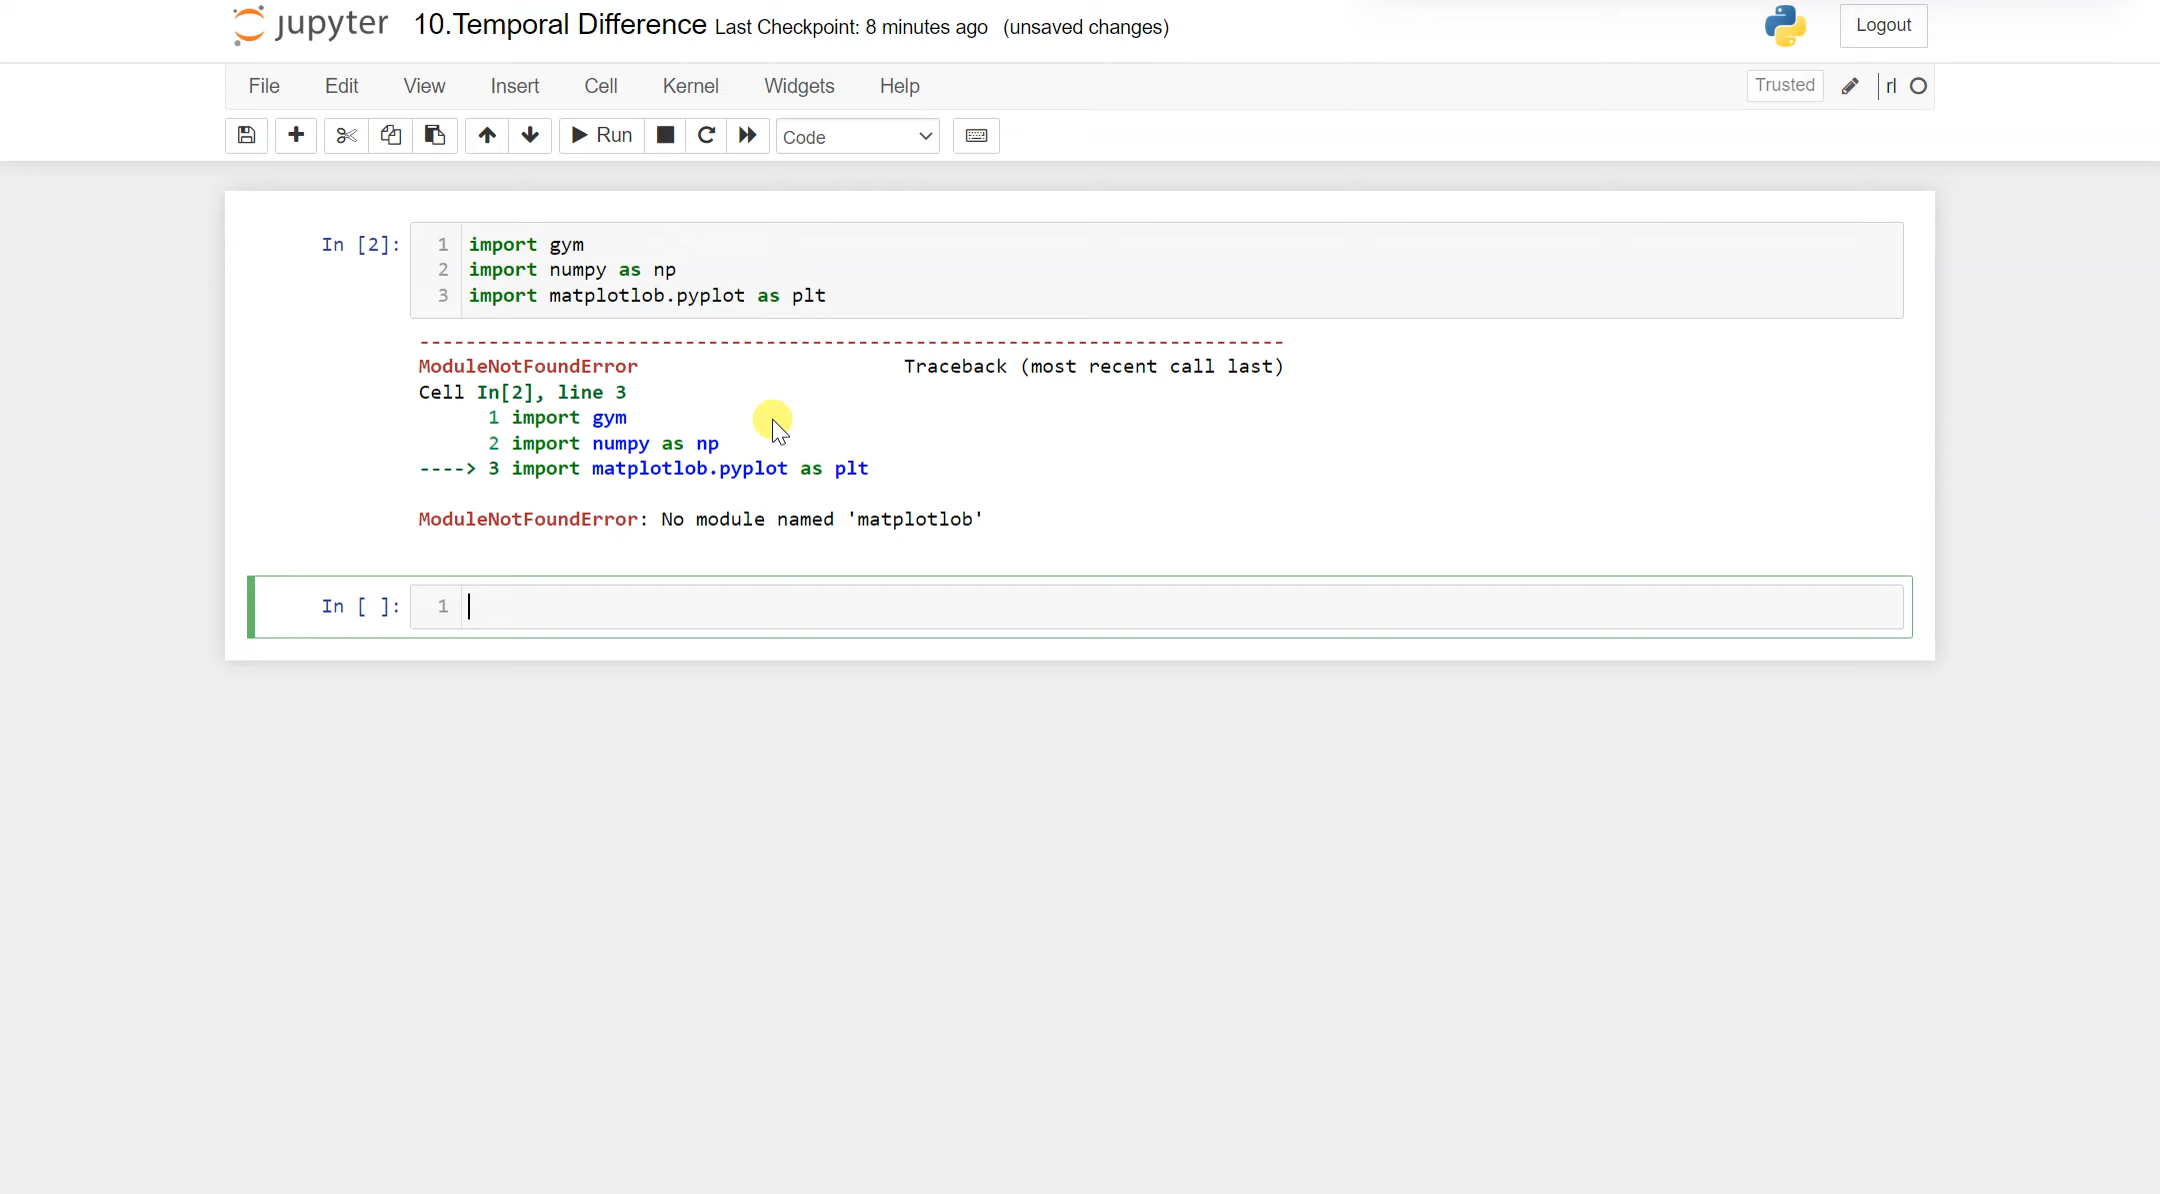 jupyter 10.Temporal Difference Last Checkpoint: 8 minutes ago (unsaved changes) Logout
File Edit View Insert Cell Kernel Widgets Help Trusted rl
Run Code
In [2]: 1 import gym
2 import numpy as np
3 import matplotlob.pyplot as plt
---------------------------------------------------------------------------
ModuleNotFoundError Traceback (most recent call last)
Cell In[2], line 3
1 import gym
2 import numpy as np
----> 3 import matplotlob.pyplot as plt
ModuleNotFoundError: No module named 'matplotlob'
In [ ]: 1